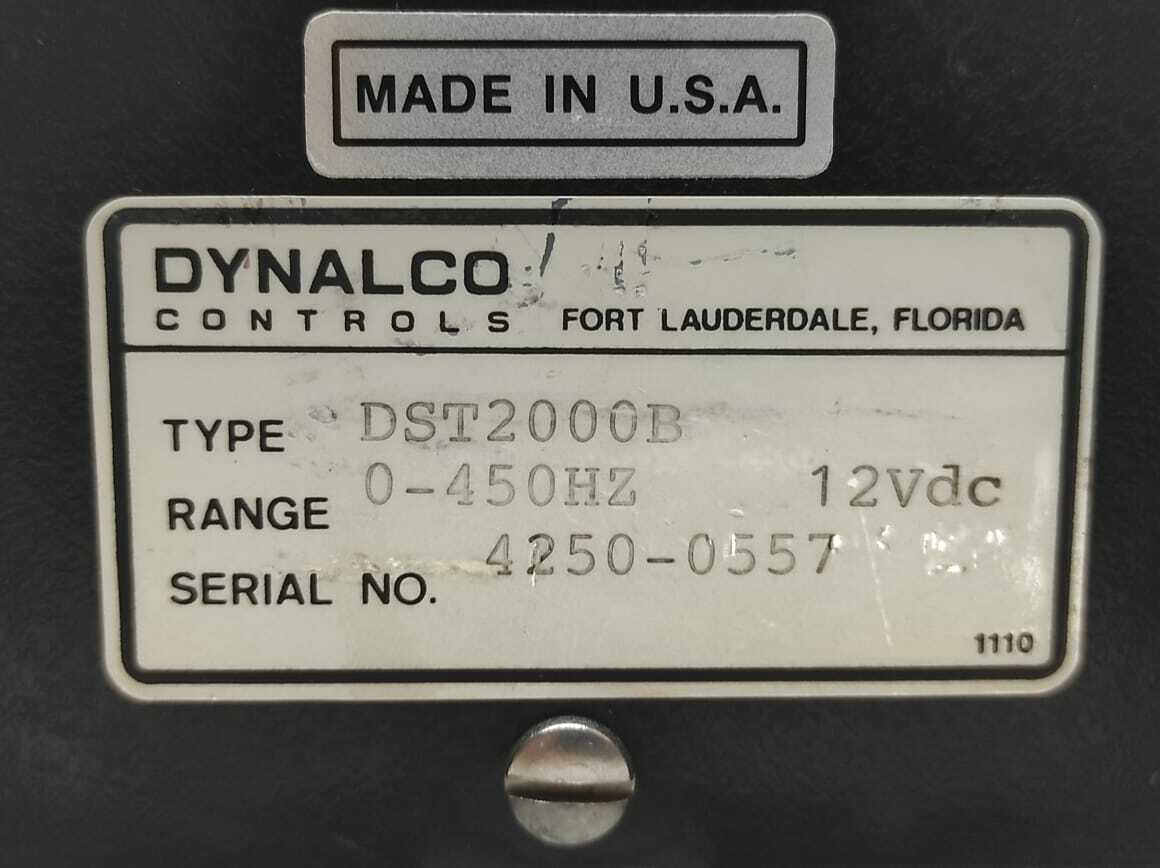 MADE IN U.S.A.
DYNALCO
CONTROLS FORT LAUDERDALE, FLORIDA
TYPE DST2000B
RANGE 0-450HZ 12Vdc
SERIAL NO. 4250-0557
1110